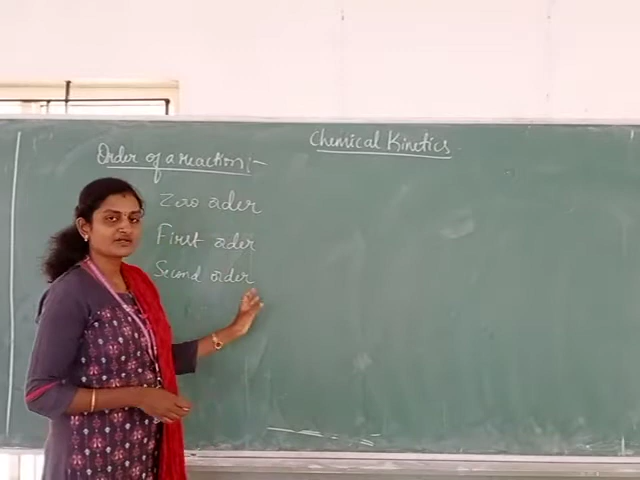 Chemical Kinetics
Order of a reaction:-
Zero order
First order
Second order